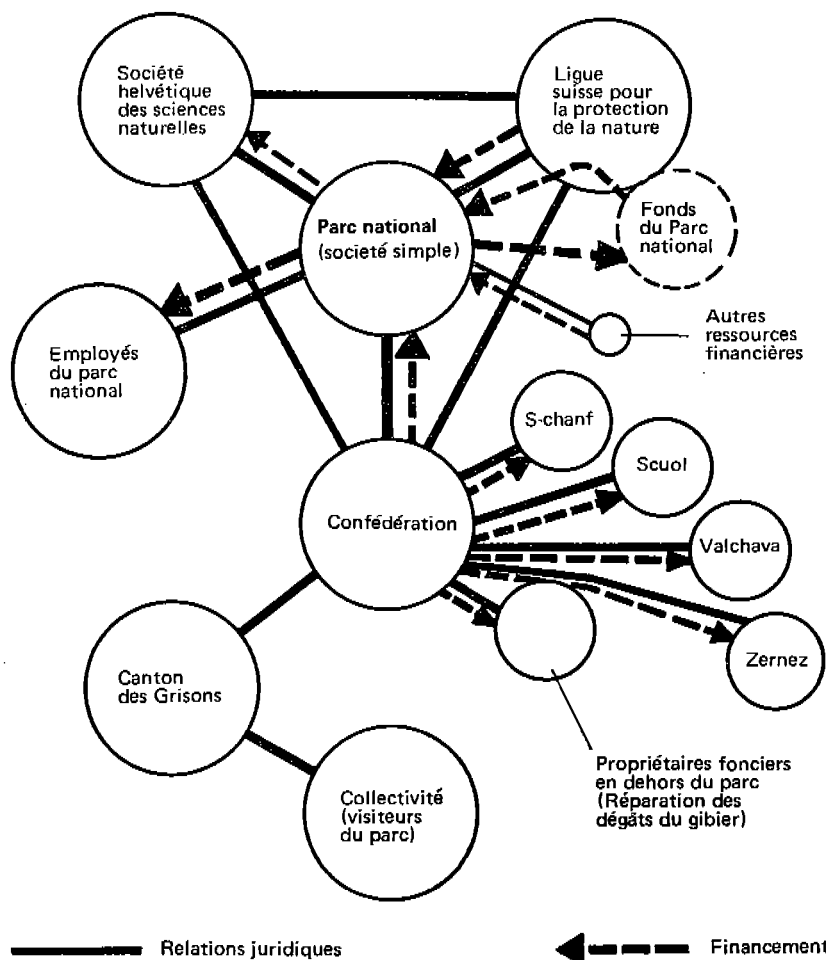 Société
helvétique
des sciences
naturelles
Ligue
suisse pour
la protection
de la nature
Parc national
(societé simple)
Fonds
du Parc
national
Autres
ressources
financières
Employés
du parc
national
S-chanf
Scuol
Confédération
Valchava
Zernez
Canton
des Grisons
Propriétaires fonciers
en dehors du parc
(Réparation des
dégâts du gibier)
Collectivité
(visiteurs
du parc)
Relations juridiques
Financement